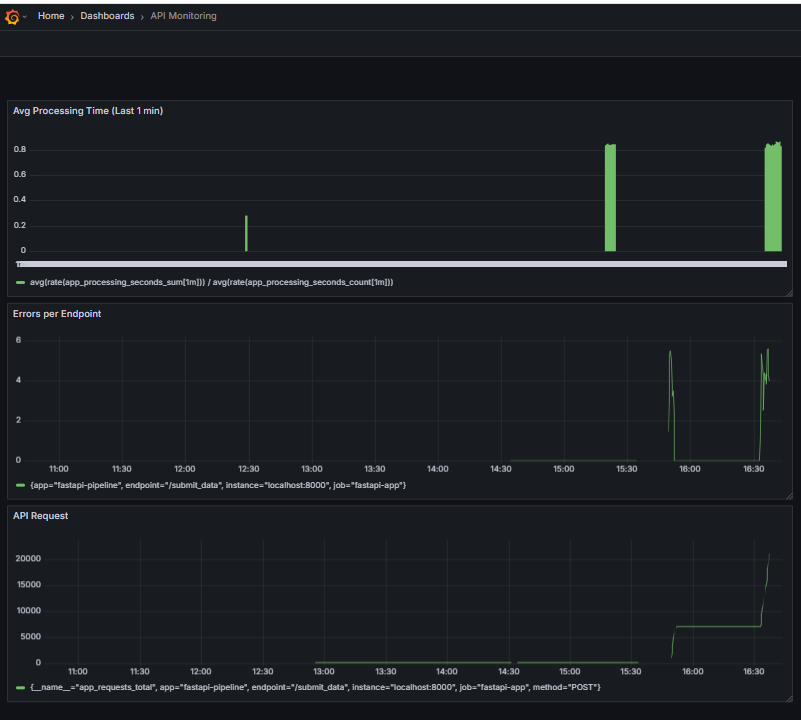 Home › Dashboards › API Monitoring
Avg Processing Time (Last 1 min)
0.8
0.6
0.4
0.2
0
avg(rate(app_processing_seconds_sum[1m])) / avg(rate(app_processing_seconds_count[1m]))
Errors per Endpoint
6
4
2
0
11:00 11:30 12:00 12:30 13:00 13:30 14:00 14:30 15:00 15:30 16:00 16:30
{app="fastapi-pipeline", endpoint="/submit_data", instance="localhost:8000", job="fastapi-app"}
API Request
20000
15000
10000
5000
0
11:00 11:30 12:00 12:30 13:00 13:30 14:00 14:30 15:00 15:30 16:00 16:30
{__name__="app_requests_total", app="fastapi-pipeline", endpoint="/submit_data", instance="localhost:8000", job="fastapi-app", method="POST"}